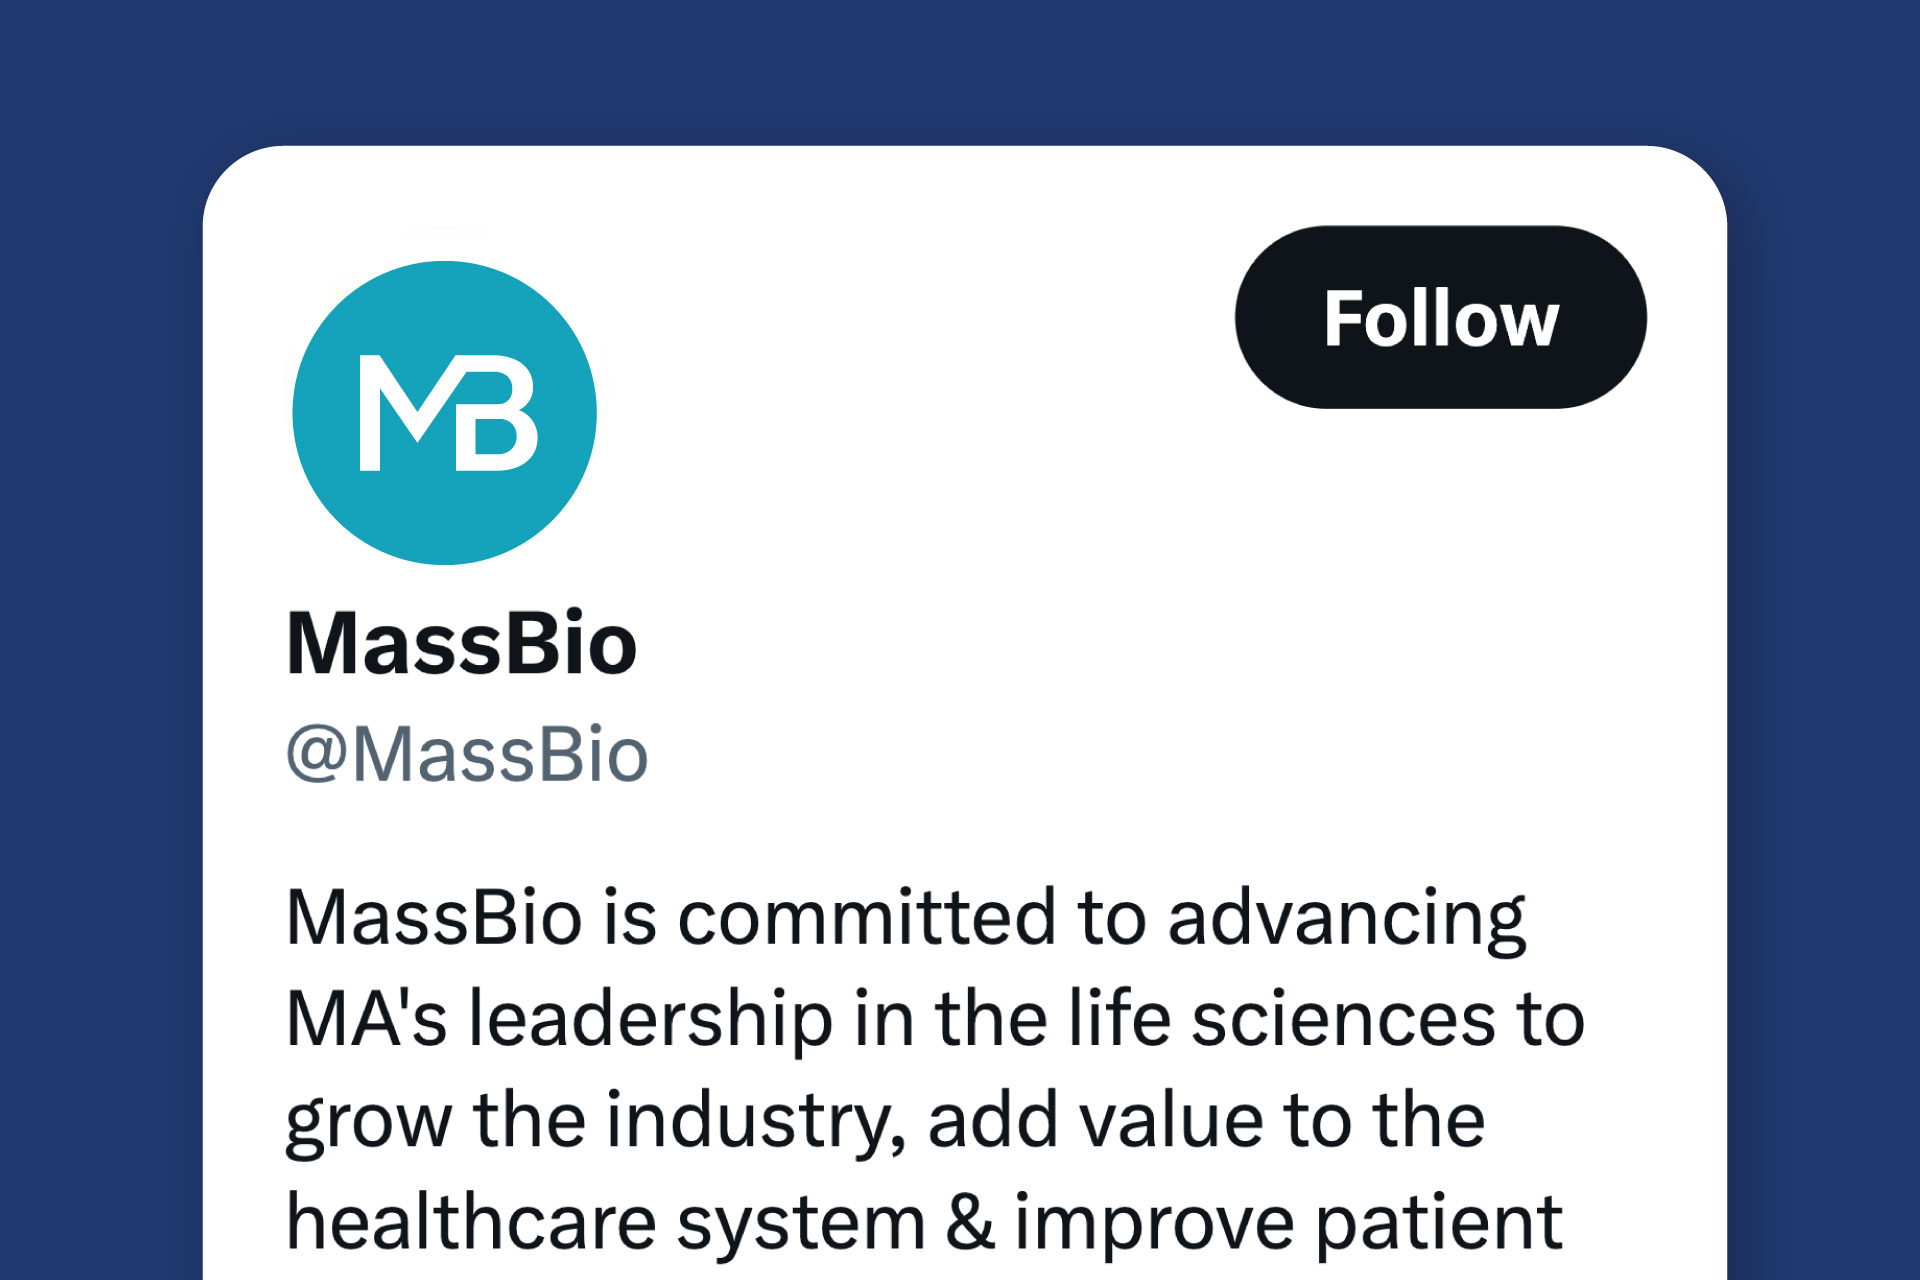 MB
Follow
MassBio
@MassBio
MassBio is committed to advancing
MA's leadership in the life sciences to
grow the industry, add value to the
healthcare system & improve patient